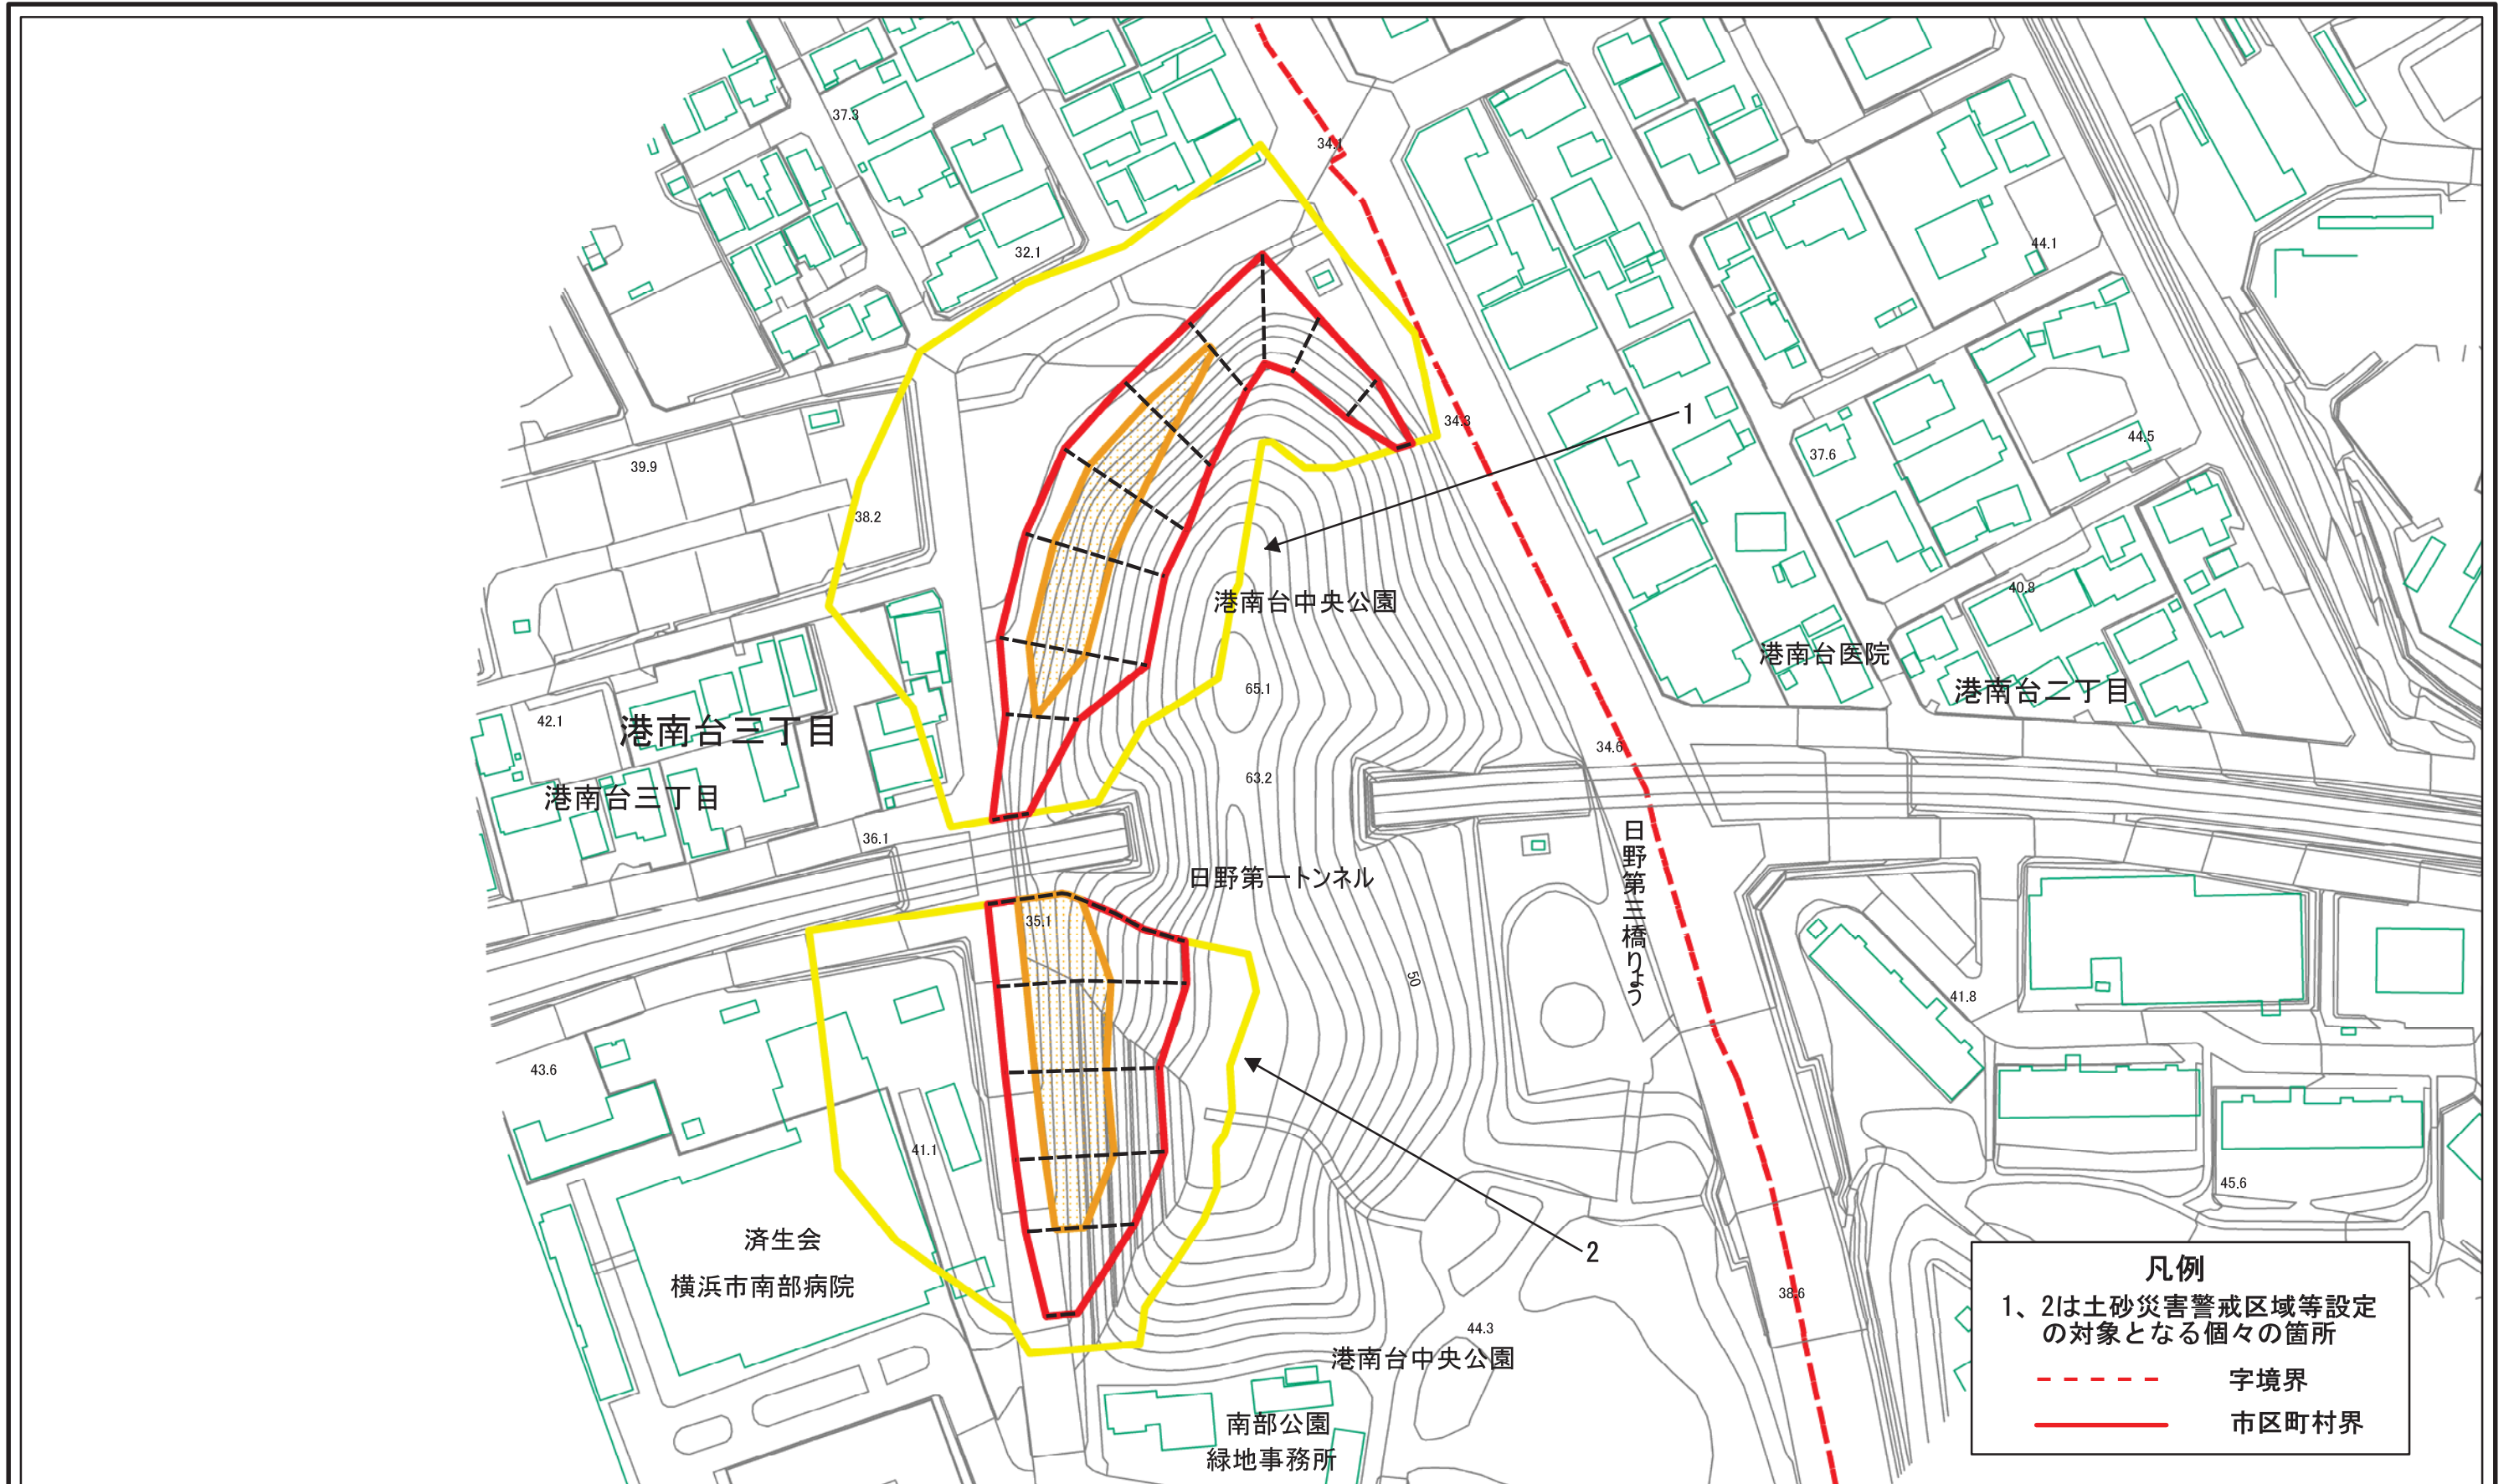 37.3
34.1
32.1
44.1
34.3
1
44.5
37.6
39.9
38.2
40.8
港南台中央公園
港南台医院
65.1
港南台二丁目
42.1
港南台三丁目
34.6
63.2
港南台三丁目
36.1
日野第三橋りょう
日野第一トンネル
35.1
50
41.8
43.6
41.1
45.6
済生会
横浜市南部病院
2
38.6
44.3
港南台中央公園
南部公園
緑地事務所
凡例
1、2は土砂災害警戒区域等設定
の対象となる個々の箇所
字境界
市区町村界